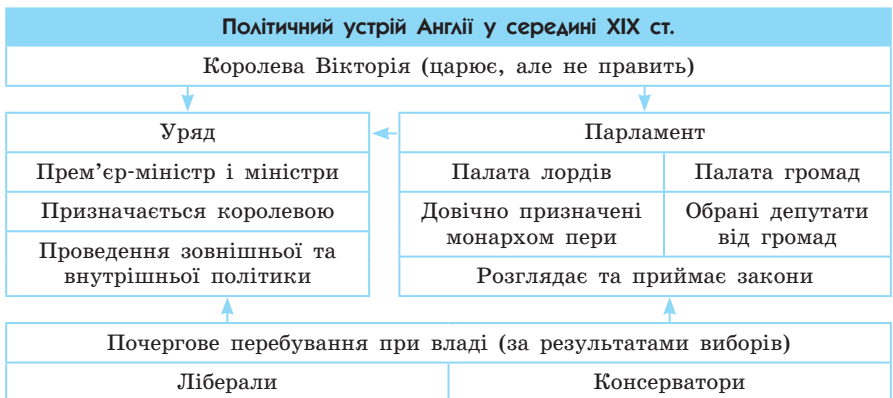 Політичний устрій Англії у середині XIX ст.
Королева Вікторія (царює, але не править)
Уряд
Прем’єр-міністр і міністри
Призначається королевою
Проведення зовнішньої та
внутрішньої політики
Парламент
Палата лордів
Палата громад
Довічно призначені
монархом пери
Обрані депутати
від громад
Розглядає та приймає закони
Почергове перебування при владі (за результатами виборів)
Ліберали
Консерватори